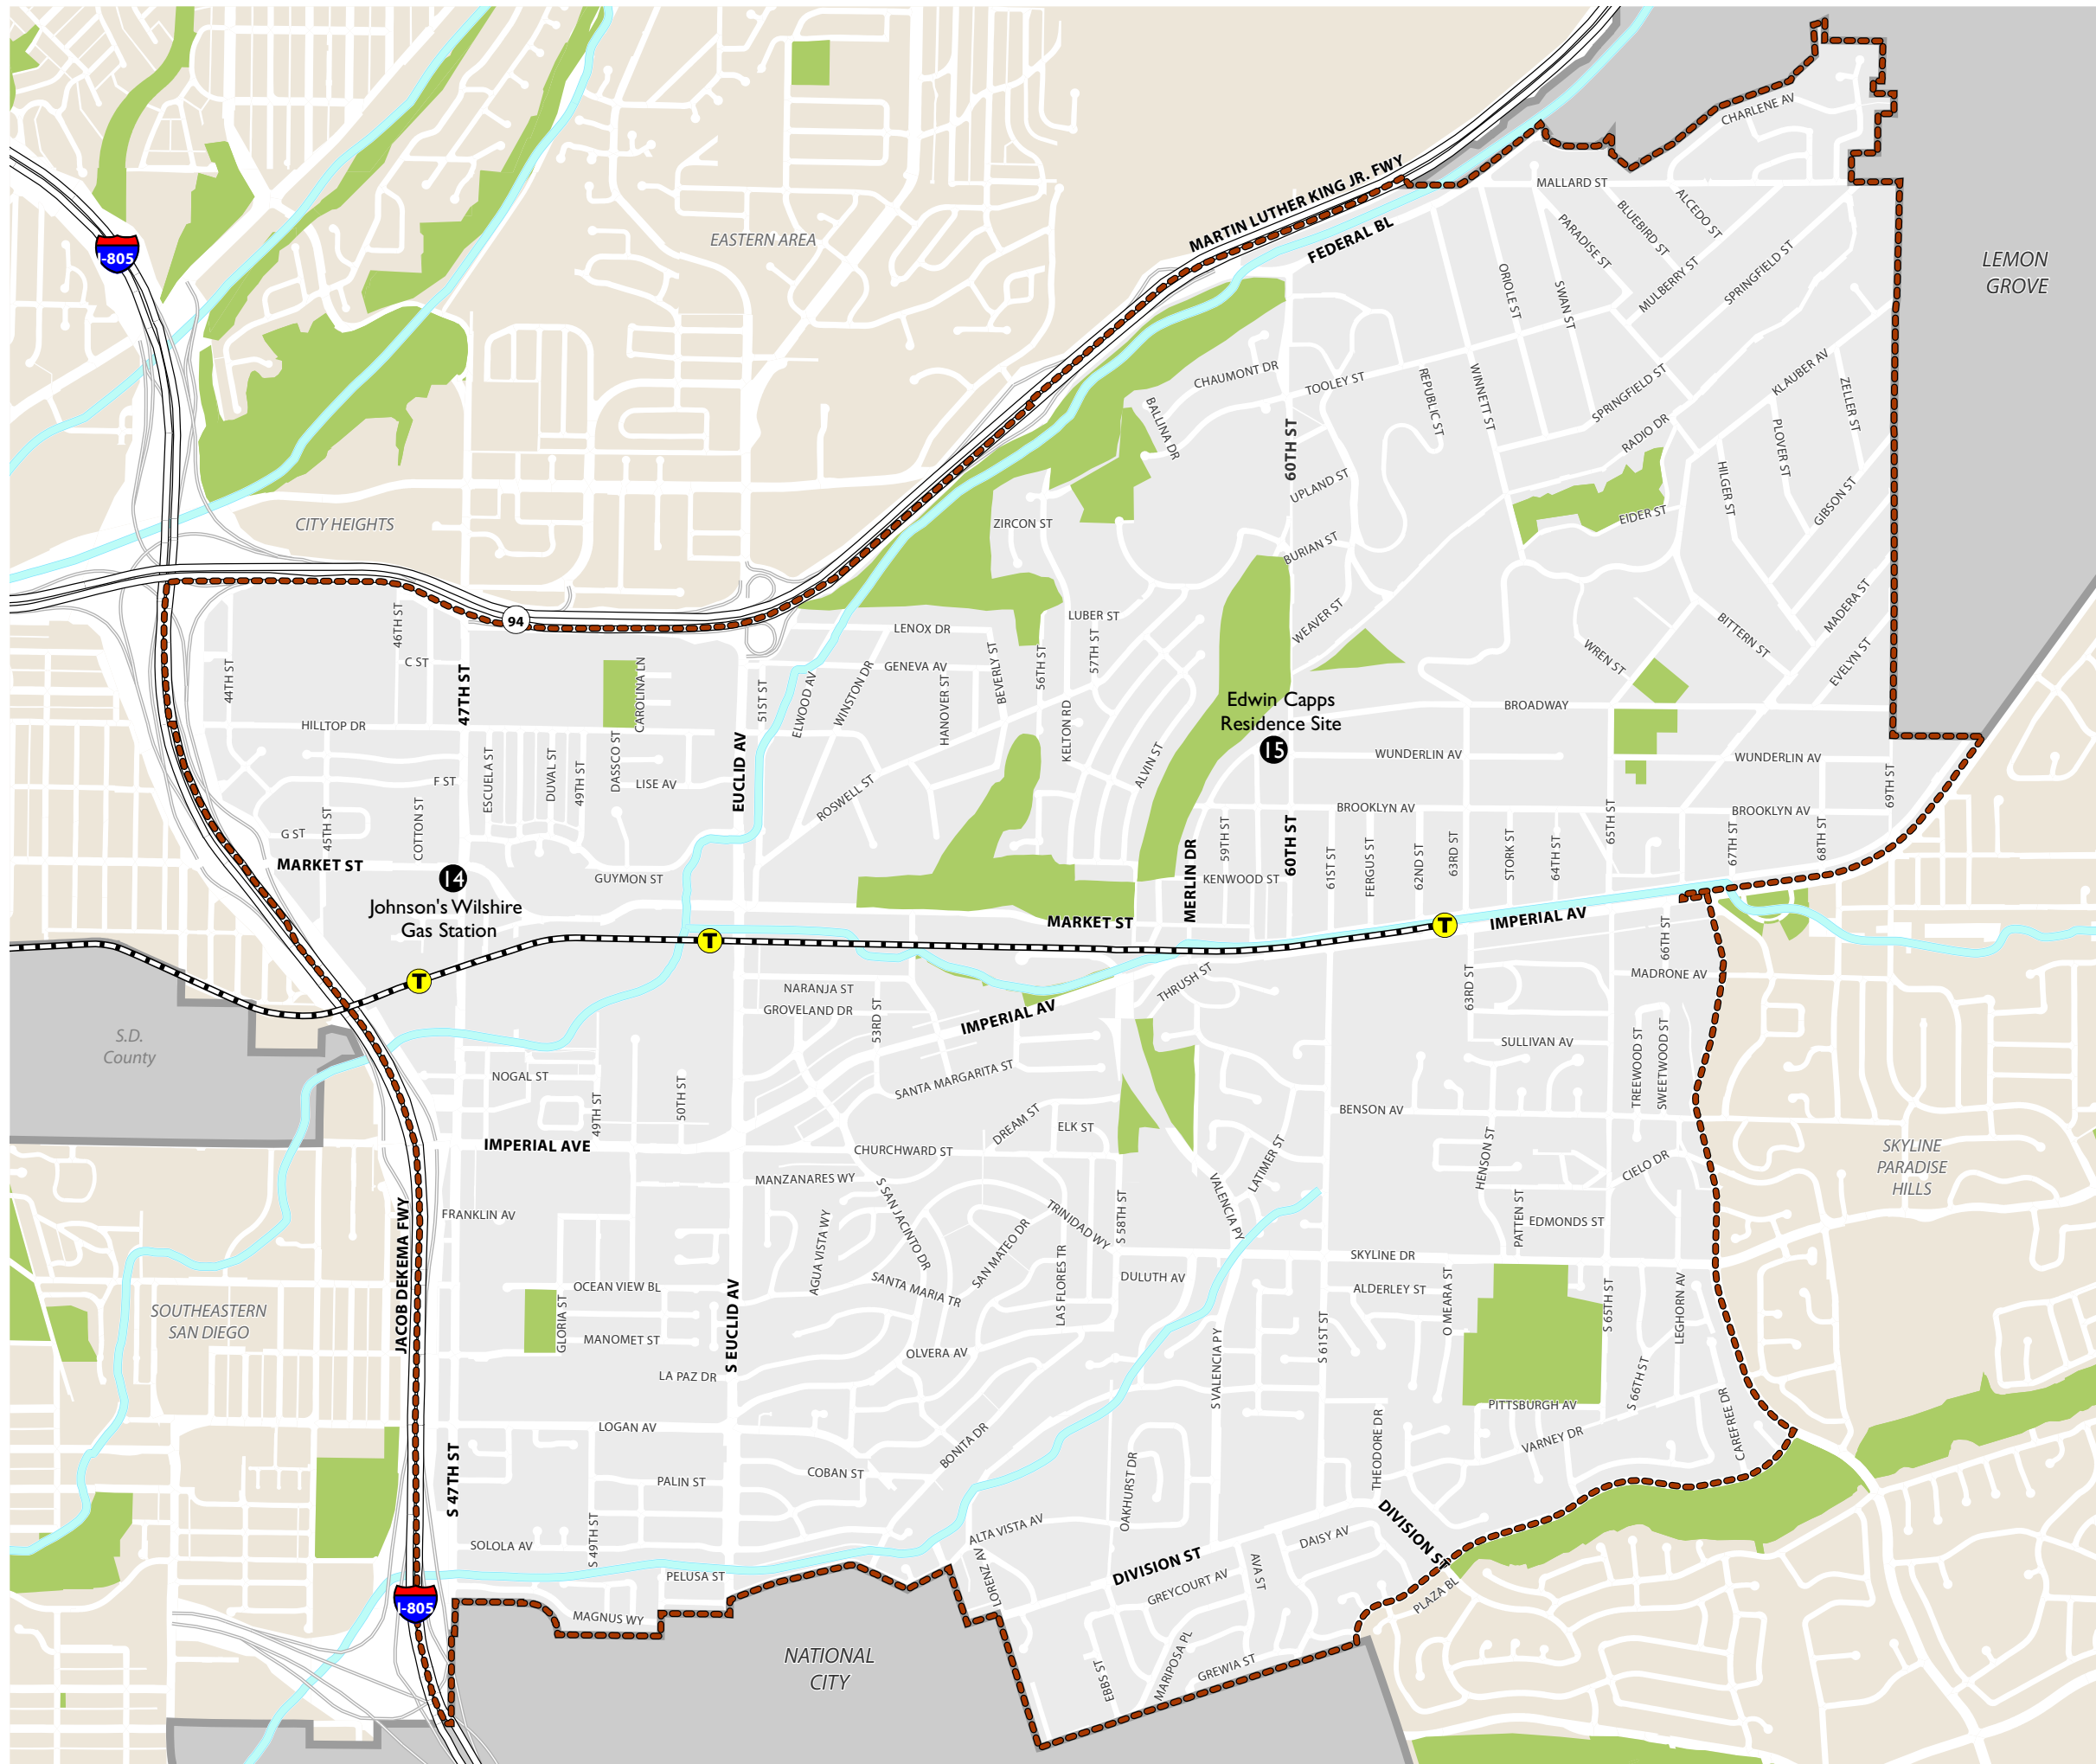 MARTIN LUTHER KING JR. FWY
FEDERAL BL
CHARLENE AV
MALLARD ST
ALCEDO ST
BLUEBIRD ST
PARADISE ST
MULBERRY ST
SPRINGFIELD ST
ORIOLE ST
SWAN ST
LEMON
GROVE
EASTERN AREA
I-805
CHAUMONT DR
TOOLEY ST
REPUBLIC ST
WINNETT ST
SPRINGFIELD ST
RADIO DR
KLAUBER AV
ZELLER ST
PLOVER ST
HILGER ST
GIBSON ST
BALLINA DR
60TH ST
UPLAND ST
EIDER ST
BURIAN ST
CITY HEIGHTS
ZIRCON ST
94
LUBER ST
LENOX DR
57TH ST
WEAVER ST
WREN ST
BITTERN ST
MADERA ST
EVELYN ST
46TH ST
C ST
44TH ST
47TH ST
CAROLINA LN
51ST ST
ELWOOD AV
WINSTON DR
GENEVA AV
HANOVER ST
BEVERLY ST
56TH ST
KELTON RD
Edwin Capps
Residence Site
15
BROADWAY
HILLTOP DR
WUNDERLIN AV
WUNDERLIN AV
ESCUELA ST
DUVAL ST
49TH ST
DASSCO ST
LISE AV
EUCLID AV
ROSWELL ST
ALVIN ST
F ST
69TH ST
BROOKLYN AV
BROOKLYN AV
G ST
45TH ST
COTTON ST
MARKET ST
14
Johnson's Wilshire
Gas Station
GUYMON ST
MERLIN DR
59TH ST
60TH ST
KENWOOD ST
61ST ST
FERGUS ST
62ND ST
63RD ST
STORK ST
64TH ST
65TH ST
67TH ST
68TH ST
MARKET ST
IMPERIAL AV
T
T
T
66TH ST
MADRONE AV
NARANJA ST
GROVELAND DR
53RD ST
THRUSH ST
IMPERIAL AV
63RD ST
SULLIVAN AV
TREEWOOD ST
SWEETWOOD ST
S.D.
County
NOGAL ST
49TH ST
50TH ST
SANTA MARGARITA ST
DREAM ST
ELK ST
BENSON AV
IMPERIAL AVE
CHURCHWARD ST
HENSON ST
CIELO DR
SKYLINE
PARADISE
HILLS
MANZANARES WY
LATIMER ST
VALENCIA PY
JACOB DEKEMA FWY
FRANKLIN AV
AGUA VISTA WY
S SAN JACINTO DR
SAN MATEO DR
TRINIDAD WY
S 58TH ST
PATTEN ST
EDMONDS ST
SKYLINE DR
OCEAN VIEW BL
SANTA MARIA TR
LAS FLORES TR
DULUTH AV
ALDERLEY ST
O MEARA ST
S 65TH ST
LEGHORN AV
SOUTHEASTERN
SAN DIEGO
GLORIA ST
MANOMET ST
S EUCLID AV
OLVERA AV
S VALENCIA PY
S 61ST ST
LA PAZ DR
S 66TH ST
PITTSBURGH AV
CAREFREE DR
LOGAN AV
BONITA DR
THEODORE DR
VARNEY DR
S 47TH ST
PALIN ST
COBAN ST
OAKHURST DR
DIVISION ST
SOLOLA AV
S 49TH ST
ALTA VISTA AV
DAISY AV
DIVISION ST
PELUSA ST
LORENZ AV
GREYCOURT AV
AVA ST
PLAZA BL
I-805
MAGNUS WY
NATIONAL
CITY
EBBS ST
MARIPOSA PL
GREWIA ST